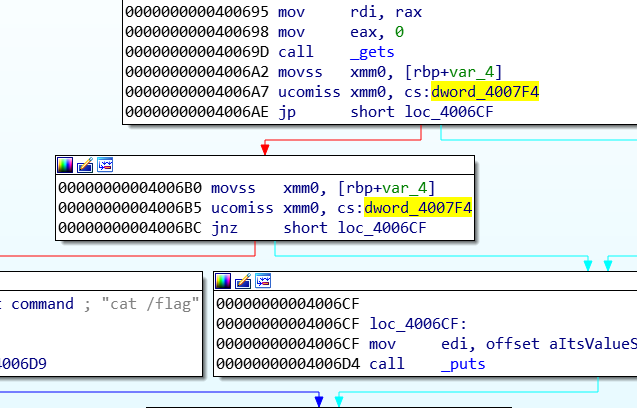 0000000000400695 mov     rdi, rax
0000000000400698 mov     eax, 0
000000000040069D call    _gets
00000000004006A2 movss   xmm0, [rbp+var_4]
00000000004006A7 ucomiss xmm0, cs:dword_4007F4
00000000004006AE jp      short loc_4006CF
00000000004006B0 movss   xmm0, [rbp+var_4]
00000000004006B5 ucomiss xmm0, cs:dword_4007F4
00000000004006BC jnz     short loc_4006CF
t command ; "cat /flag"
4006D9
00000000004006CF
00000000004006CF loc_4006CF:
00000000004006CF mov     edi, offset aItsValueS
00000000004006D4 call    _puts